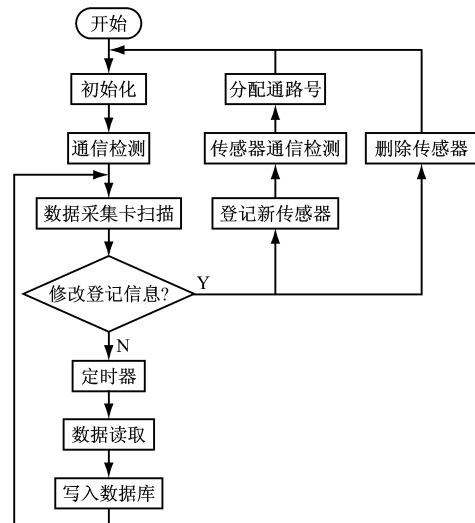 开始
初始化
分配通路号
通信检测
传感器通信检测
删除传感器
数据采集卡扫描
登记新传感器
修改登记信息?
Y
N
定时器
数据读取
写入数据库